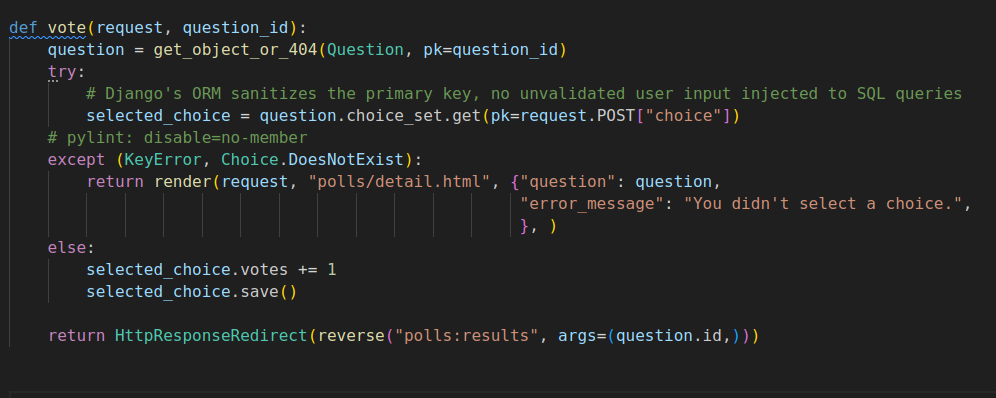 def vote(request, question_id):
    question = get_object_or_404(Question, pk=question_id)
    try:
        # Django's ORM sanitizes the primary key, no unvalidated user input injected to SQL queries
        selected_choice = question.choice_set.get(pk=request.POST["choice"])
    # pylint: disable=no-member
    except (KeyError, Choice.DoesNotExist):
        return render(request, "polls/detail.html", {"question": question,
                                                     "error_message": "You didn't select a choice.",
                                                     }, )
    else:
        selected_choice.votes += 1
        selected_choice.save()

    return HttpResponseRedirect(reverse("polls:results", args=(question.id,)))